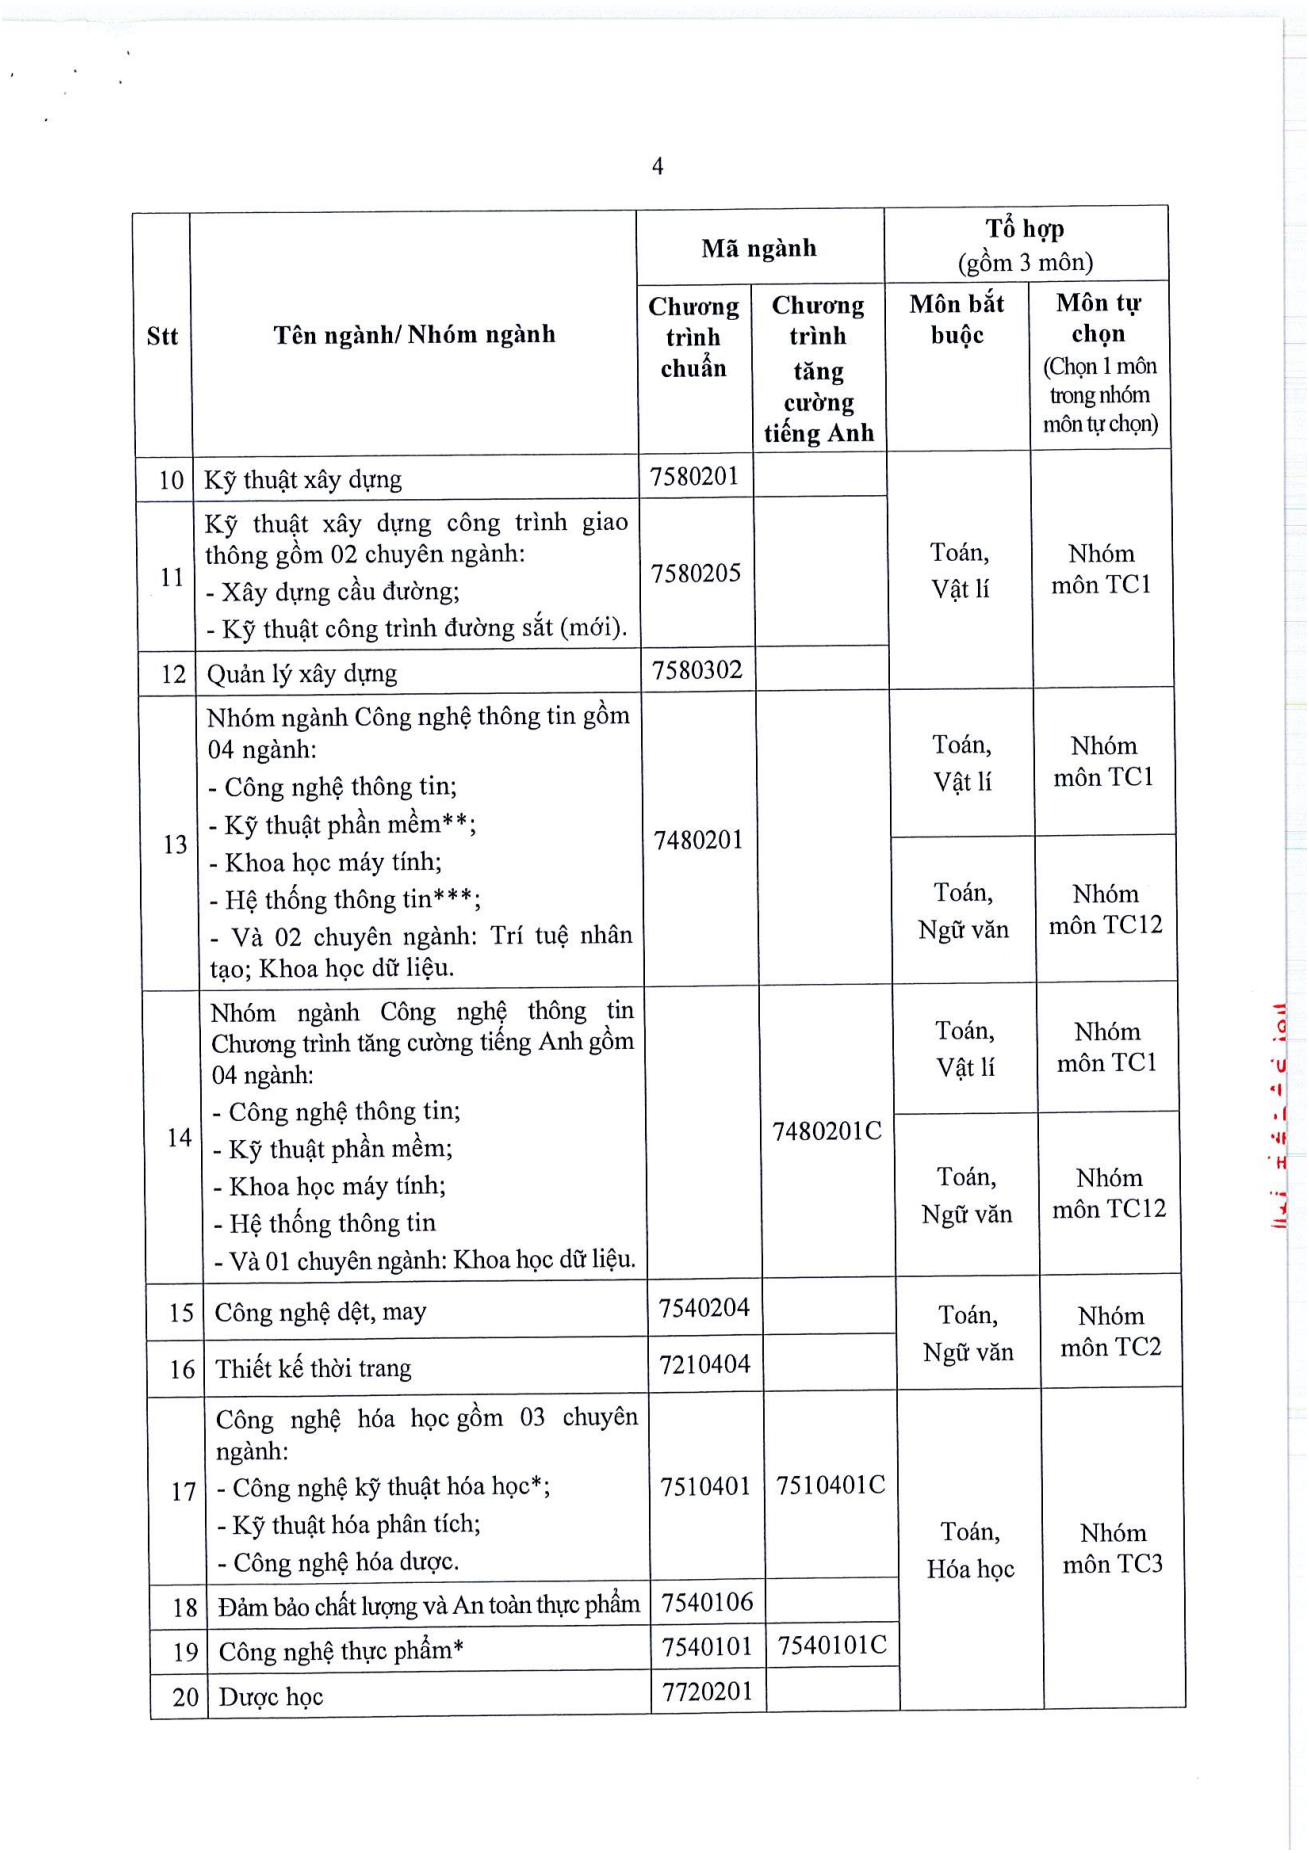 4
Stt
Tên ngành/ Nhóm ngành
Mã ngành
Tổ hợp
(gồm 3 môn)
Chương
trình
chuẩn
Chương
trình
tăng
cường
tiếng Anh
Môn bắt
buộc
Môn tự
chọn
(Chọn 1 môn
trong nhóm
môn tự chọn)
10
Kỹ thuật xây dựng
7580201
11
Kỹ thuật xây dựng công trình giao
thông gồm 02 chuyên ngành:
- Xây dựng cầu đường;
- Kỹ thuật công trình đường sắt (mới).
7580205
Toán,
Vật lí
Nhóm
môn TC1
12
Quản lý xây dựng
7580302
13
Nhóm ngành Công nghệ thông tin gồm
04 ngành:
- Công nghệ thông tin;
- Kỹ thuật phần mềm**;
- Khoa học máy tính;
- Hệ thống thông tin***;
- Và 02 chuyên ngành: Trí tuệ nhân
tạo; Khoa học dữ liệu.
7480201
Toán,
Vật lí
Nhóm
môn TC1
Toán,
Ngữ văn
Nhóm
môn TC12
14
Nhóm ngành Công nghệ thông tin
Chương trình tăng cường tiếng Anh gồm
04 ngành:
- Công nghệ thông tin;
- Kỹ thuật phần mềm;
- Khoa học máy tính;
- Hệ thống thông tin
- Và 01 chuyên ngành: Khoa học dữ liệu.
7480201C
Toán,
Vật lí
Nhóm
môn TC1
Toán,
Ngữ văn
Nhóm
môn TC12
15
Công nghệ dệt, may
7540204
Toán,
Ngữ văn
Nhóm
môn TC2
16
Thiết kế thời trang
7210404
17
Công nghệ hóa học gồm 03 chuyên
ngành:
- Công nghệ kỹ thuật hóa học*;
- Kỹ thuật hóa phân tích;
- Công nghệ hóa dược.
7510401
7510401C
Toán,
Hóa học
Nhóm
môn TC3
18
Đảm bảo chất lượng và An toàn thực phẩm
7540106
19
Công nghệ thực phẩm*
7540101
7540101C
20
Dược học
7720201